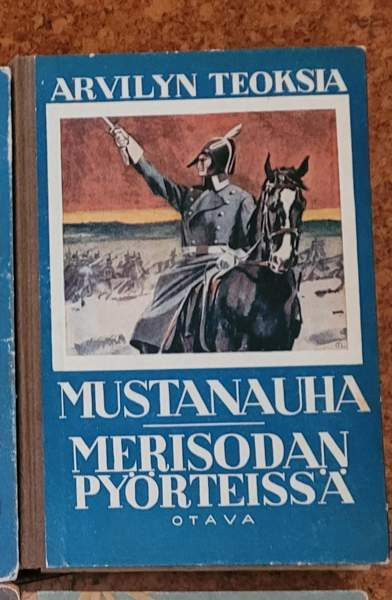 ARVILYN TEOKSIA
MUSTANAUHA
MERISODAN
PYÖRTEISSÄ
OTAVA